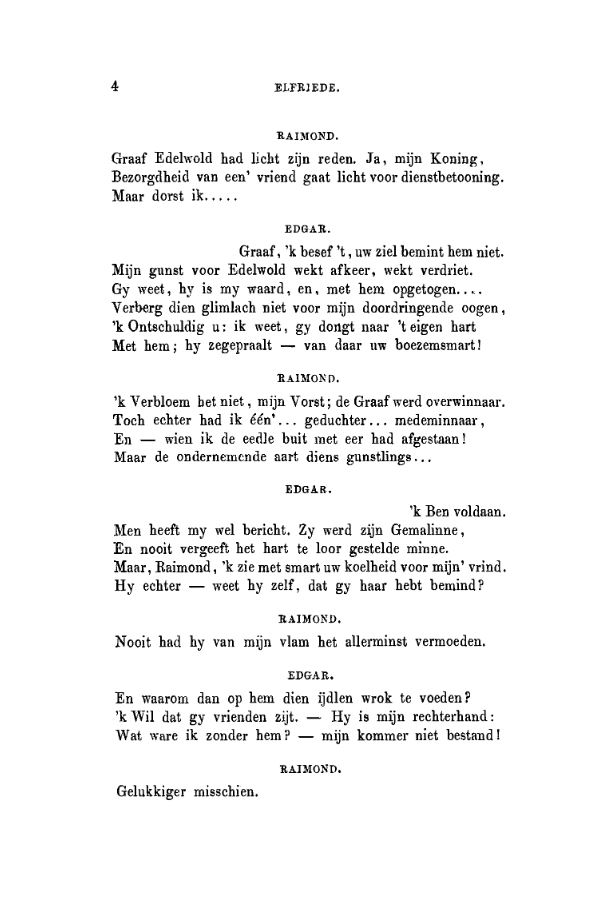 4 ELFRIEDE.
RAIMOND.
Graaf Edelwold had licht zijn reden. Ja, mijn Koning,
Bezorgdheid van een' vriend gaat licht voor dienstbetooning.
Maar dorst ik.....
EDGAR.
Graaf, 'k besef 't, uw ziel bemint hem niet.
Mijn gunst voor Edelwold wekt afkeer, wekt verdriet.
Gy weet, hy is my waard, en, met hem opgetogen....
Verberg dien glimlach niet voor mijn doordringende oogen,
'k Ontschuldig u: ik weet, gy dongt naar 't eigen hart
Met hem; hy zegepraalt — van daar uw boezemsmart!
RAIMOND.
'k Verbloem het niet, mijn Vorst; de Graaf werd overwinnaar.
Toch echter had ik één'... geduchter... medeminnaar,
En — wien ik de eedle buit met eer had afgestaan!
Maar de ondernemende aart diens gunstlings...
EDGAR.
'k Ben voldaan.
Men heeft my wel bericht. Zy werd zijn Gemalinne,
En nooit vergeeft het hart te loor gestelde minne.
Maar, Raimond, 'k zie met smart uw koelheid voor mijn' vrind.
Hy echter — weet hy zelf, dat gy haar hebt bemind?
RAIMOND.
Nooit had hy van mijn vlam het allerminst vermoeden.
EDGAR.
En waarom dan op hem dien ijdlen wrok te voeden?
'k Wil dat gy vrienden zijt. — Hy is mijn rechterhand:
Wat ware ik zonder hem? — mijn kommer niet bestand!
RAIMOND.
Gelukkiger misschien.